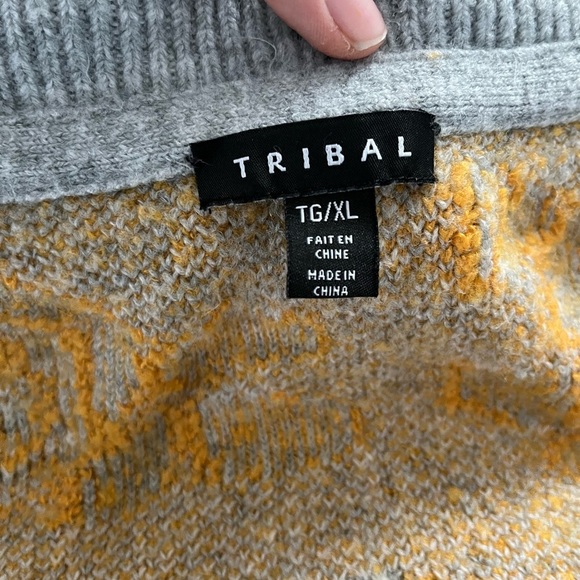 TRIBAL
TG/XL
FAIT EN
CHINE
MADE IN
CHINA